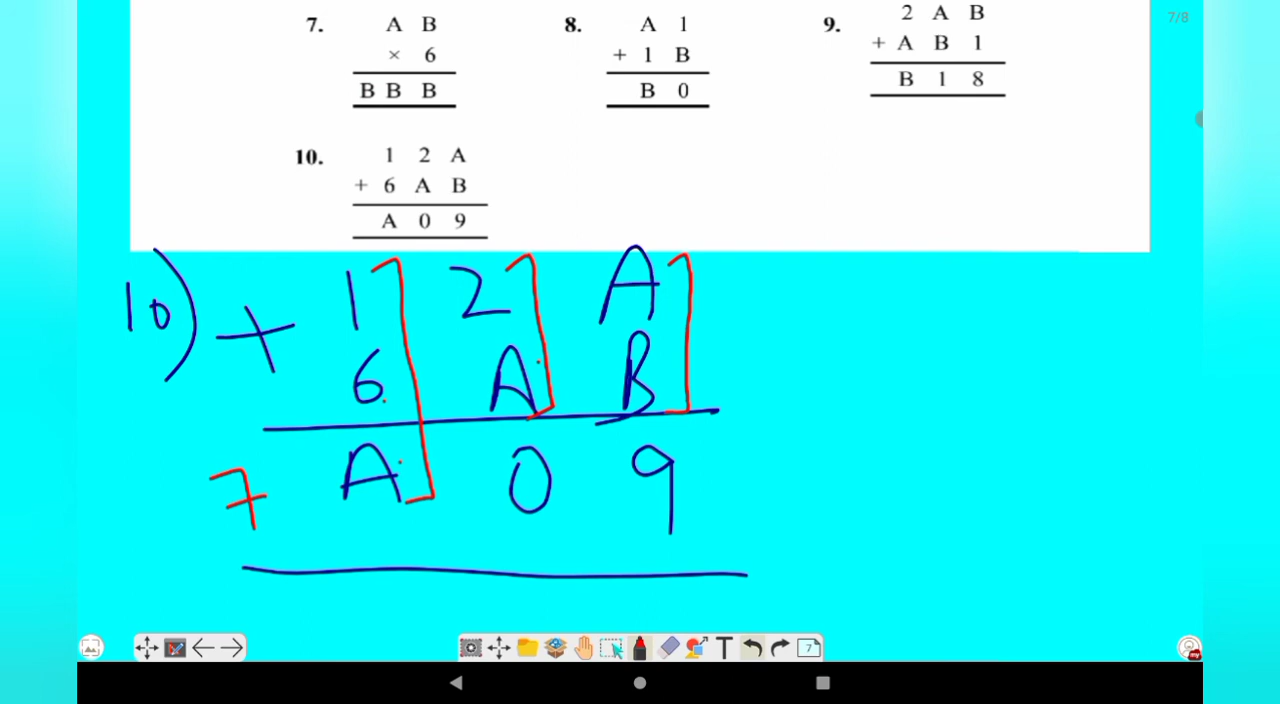 7. A B 8. A 1 9. 2 A B 7/8
× 6 + 1 B + A B 1
B B B B 0 B 1 8
10. 1 2 A
+ 6 A B
A 0 9
10) + 1 2 A
6 A B
7 A 0 9
T 7